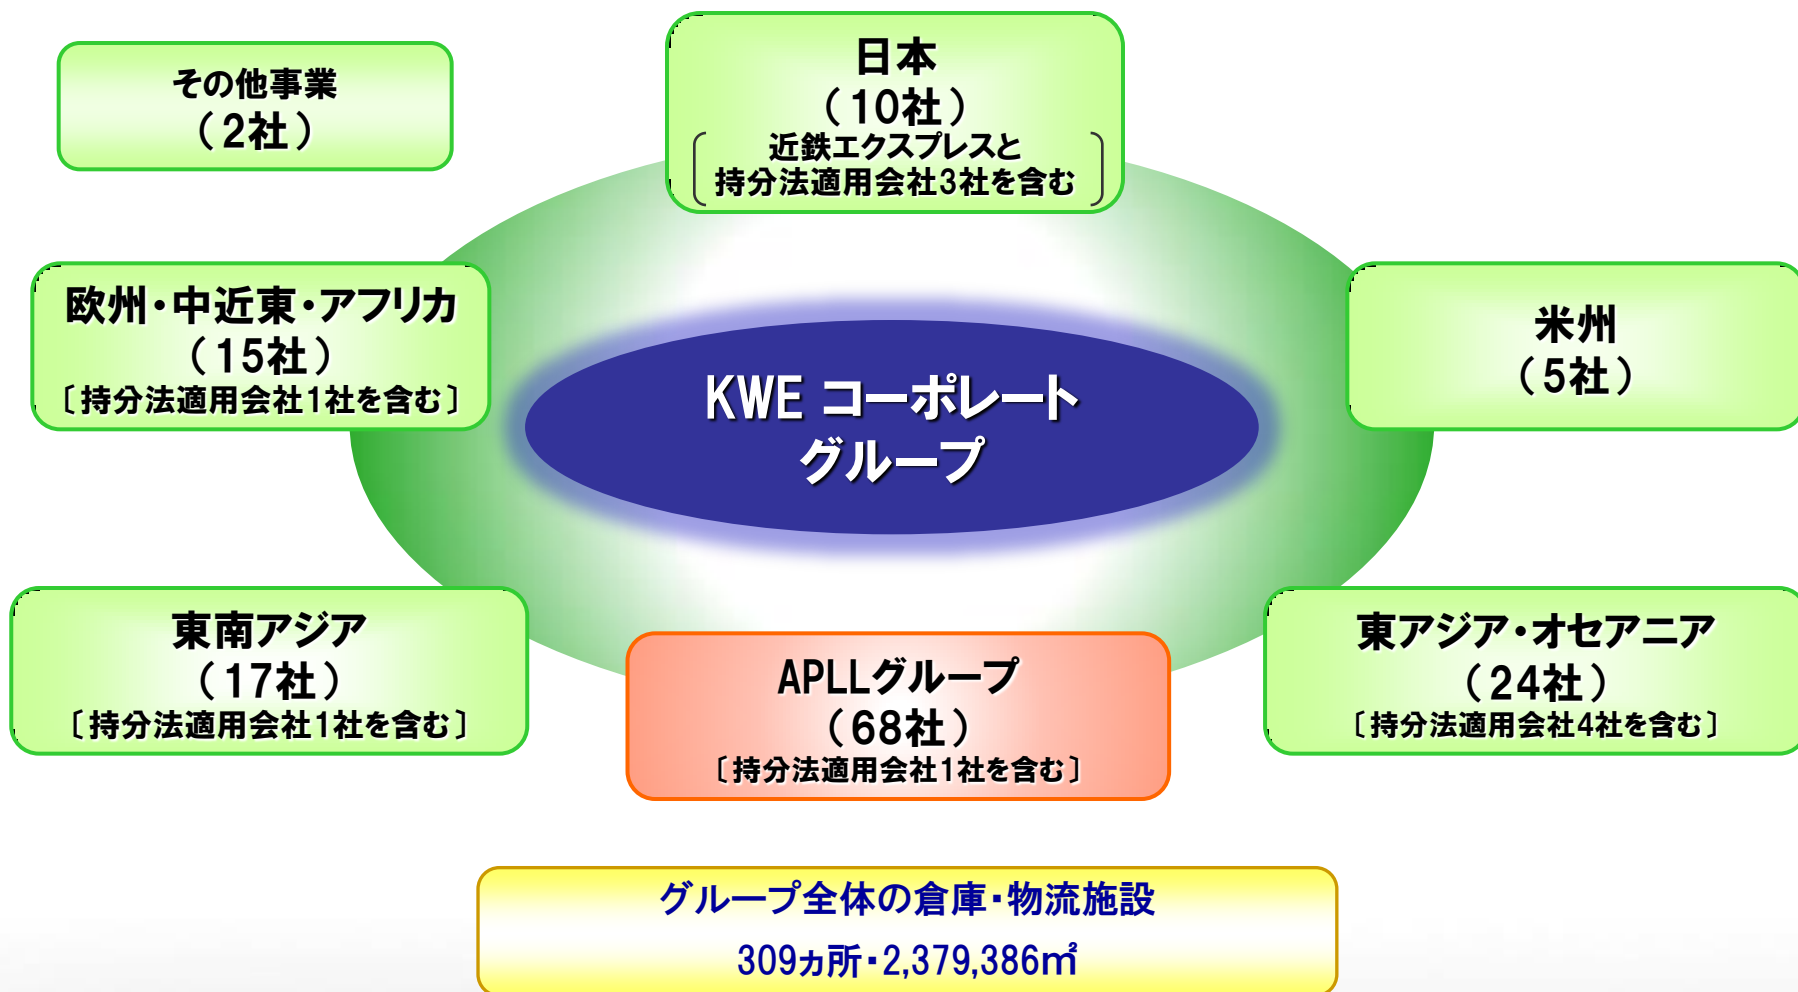 その他事業
（2社）
日本
（10社）
近鉄エクスプレスと
持分法適用会社3社を含む
欧州・中近東・アフリカ
（15社）
〔持分法適用会社1社を含む〕
米州
（5社）
KWE コーポレート
グループ
東南アジア
（17社）
〔持分法適用会社1社を含む〕
APLLグループ
（68社）
〔持分法適用会社1社を含む〕
東アジア・オセアニア
（24社）
〔持分法適用会社4社を含む〕
グループ全体の倉庫・物流施設
309ヵ所・2,379,386㎡